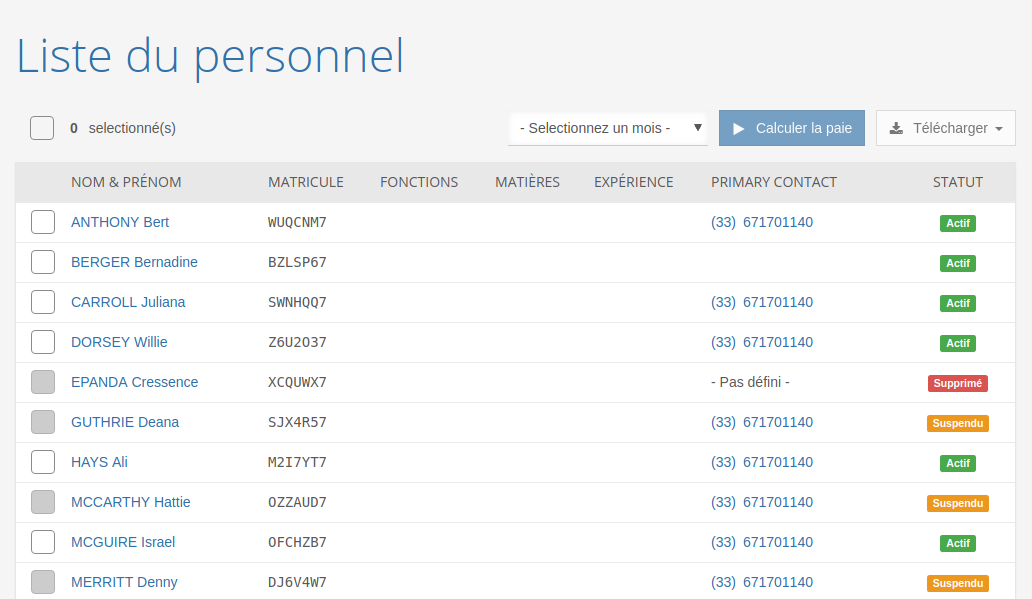 Liste du personnel
0 selectionné(s) - Selectionnez un mois - Calculer la paie Télécharger
NOM & PRÉNOM MATRICULE FONCTIONS MATIÈRES EXPÉRIENCE PRIMARY CONTACT STATUT
ANTHONY Bert WUQCNM7 (33) 671701140 Actif
BERGER Bernadine BZLSP67 Actif
CARROLL Juliana SWNHQQ7 (33) 671701140 Actif
DORSEY Willie Z6U2O37 (33) 671701140 Actif
EPANDA Cressence XCQUWX7 - Pas défini - Supprimé
GUTHRIE Deana SJX4R57 (33) 671701140 Suspendu
HAYS Ali M2I7YT7 (33) 671701140 Actif
MCCARTHY Hattie OZZAUD7 (33) 671701140 Suspendu
MCGUIRE Israel OFCHZB7 (33) 671701140 Actif
MERRITT Denny DJ6V4W7 (33) 671701140 Suspendu